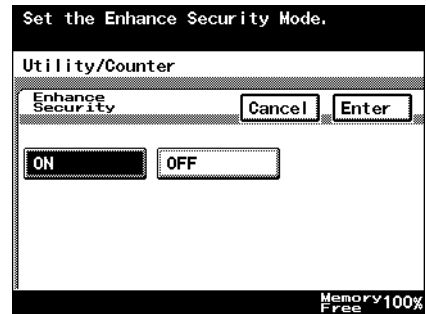 Set the Enhance Security Mode.
Utility/Counter
Enhance
Security
Cancel
Enter
ON
OFF
Memory
Free 100%